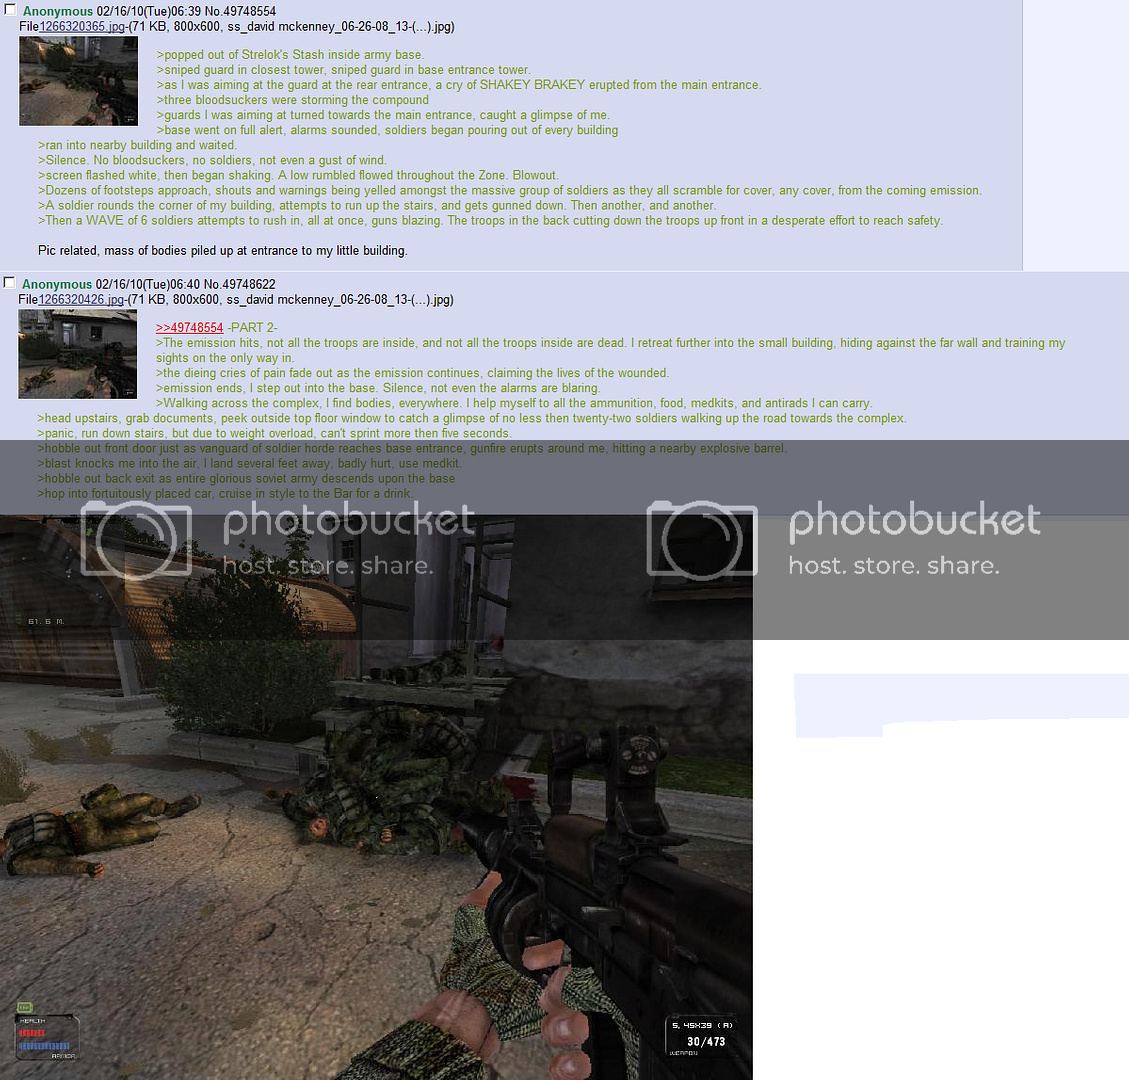 Anonymous 02/16/10(Tue)06:39 No.49748554
File1266320365.jpg-(71 KB, 800x600, ss_david mckenney_06-26-08_13-(...).jpg)
>popped out of Strelok's Stash inside army base.
>sniped guard in closest tower, sniped guard in base entrance tower.
>as I was aiming at the guard at the rear entrance, a cry of SHAKEY BRAKEY erupted from the main entrance.
>three bloodsuckers were storming the compound
>guards I was aiming at turned towards the main entrance, caught a glimpse of me.
>base went on full alert, alarms sounded, soldiers began pouring out of every building
>ran into nearby building and waited.
>Silence. No bloodsuckers, no soldiers, not even a gust of wind.
>screen flashed white, then began shaking. A low rumbled flowed throughout the Zone. Blowout.
>Dozens of footsteps approach, shouts and warnings being yelled amongst the massive group of soldiers as they all scramble for cover, any cover, from the coming emission.
>A soldier rounds the corner of my building, attempts to run up the stairs, and gets gunned down. Then another, and another.
>Then a WAVE of 6 soldiers attempts to rush in, all at once, guns blazing. The troops in the back cutting down the troops up front in a desperate effort to reach safety.
Pic related, mass of bodies piled up at entrance to my little building.
Anonymous 02/16/10(Tue)06:40 No.49748622
File1266320426.jpg-(71 KB, 800x600, ss_david mckenney_06-26-08_13-(...).jpg)
>>49748554 -PART 2-
>The emission hits, not all the troops are inside, and not all the troops inside are dead. I retreat further into the small building, hiding against the far wall and training my
sights on the only way in.
>the dieing cries of pain fade out as the emission continues, claiming the lives of the wounded.
>emission ends, I step out into the base. Silence, not even the alarms are blaring.
>Walking across the complex, I find bodies, everywhere. I help myself to all the ammunition, food, medkits, and antirads I can carry.
>head upstairs, grab documents, peek outside top floor window to catch a glimpse of no less then twenty-two soldiers walking up the road towards the complex.
>panic, run down stairs, but due to weight overload, can't sprint more then five seconds.
>hobble out front door just as vanguard of soldier horde reaches base entrance, gunfire erupts around me, hitting a nearby explosive barrel.
>blast knocks me into the air, I land several feet away, badly hurt, use medkit.
>hobble out back exit as entire glorious soviet army descends upon the base
>hop into fortuitously placed car, cruise in style to the Bar for a drink.
photobucket photobucket
host. store. share. host. store. share.
61.6 M.
HEALTH
ARMOR
5,45X39 (A)
30/473
WEAPON